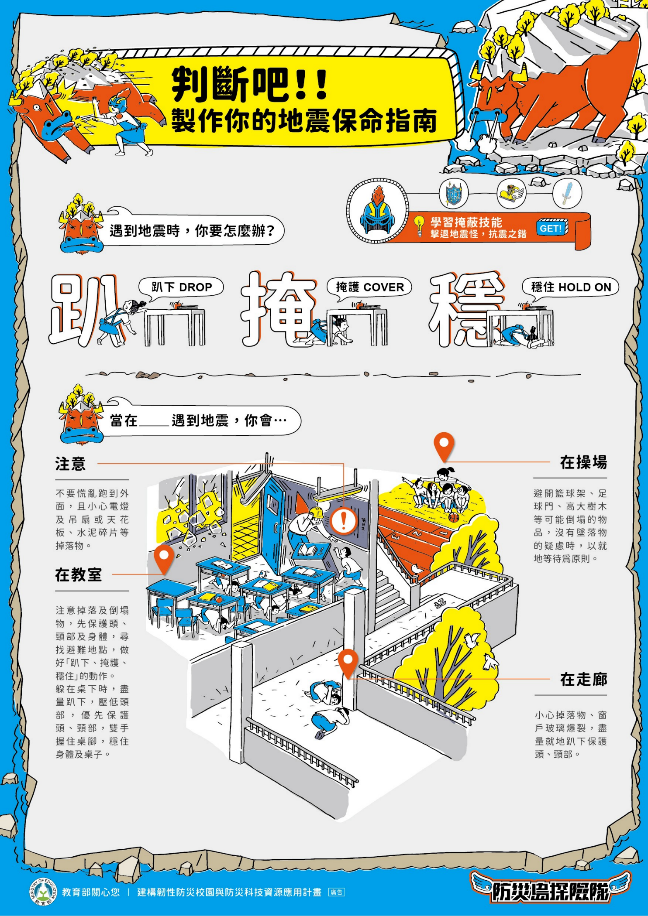 判斷吧!!
製作你的地震保命指南
遇到地震時，你要怎麼辦?
學習掩蔽技能
擊退地震怪，抗震之鎧
GET!
趴
趴下 DROP
掩
掩護 COVER
穩
穩住 HOLD ON
當在____遇到地震，你會…
注意
不要慌亂跑到外
面，且小心電燈
及吊扇或天花
板、水泥碎片等
掉落物。
在操場
避開籃球架、足
球門、高大樹木
等可能倒塌的物
品，沒有墜落物
的疑慮時，以就
地等待為原則。
在教室
注意掉落及倒塌
物，先保護頭、
頸部及身體，尋
找避難地點，做
好「趴下、掩護、
穩住」的動作。
躲在桌下時，盡
量趴下，壓低頭
部，優先保護
頭、頸部，雙手
握住桌腳，穩住
身體及桌子。
在走廊
小心掉落物、窗
戶玻璃爆裂，盡
量就地趴下保護
頭、頸部。
教育部關心您 | 建構韌性防災校園與防災科技資源應用計畫 廣告
防災島探險隊